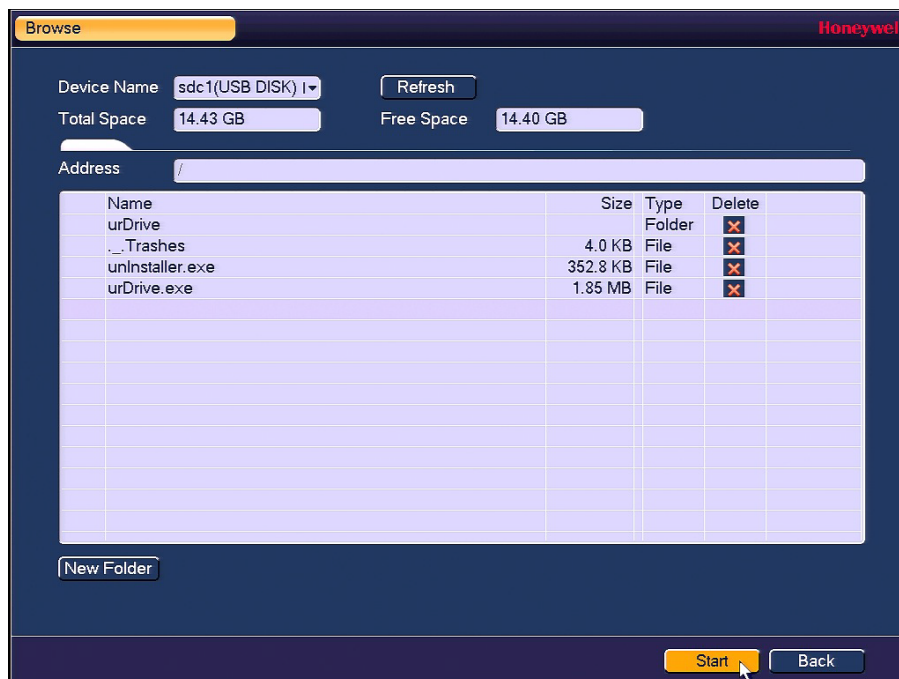 Browse
Honeywell
Device Name sdc1(USB DISK) Refresh
Total Space 14.43 GB Free Space 14.40 GB
Address /
Name Size Type Delete
urDrive Folder
._.Trashes 4.0 KB File
unInstaller.exe 352.8 KB File
urDrive.exe 1.85 MB File
New Folder
Start Back